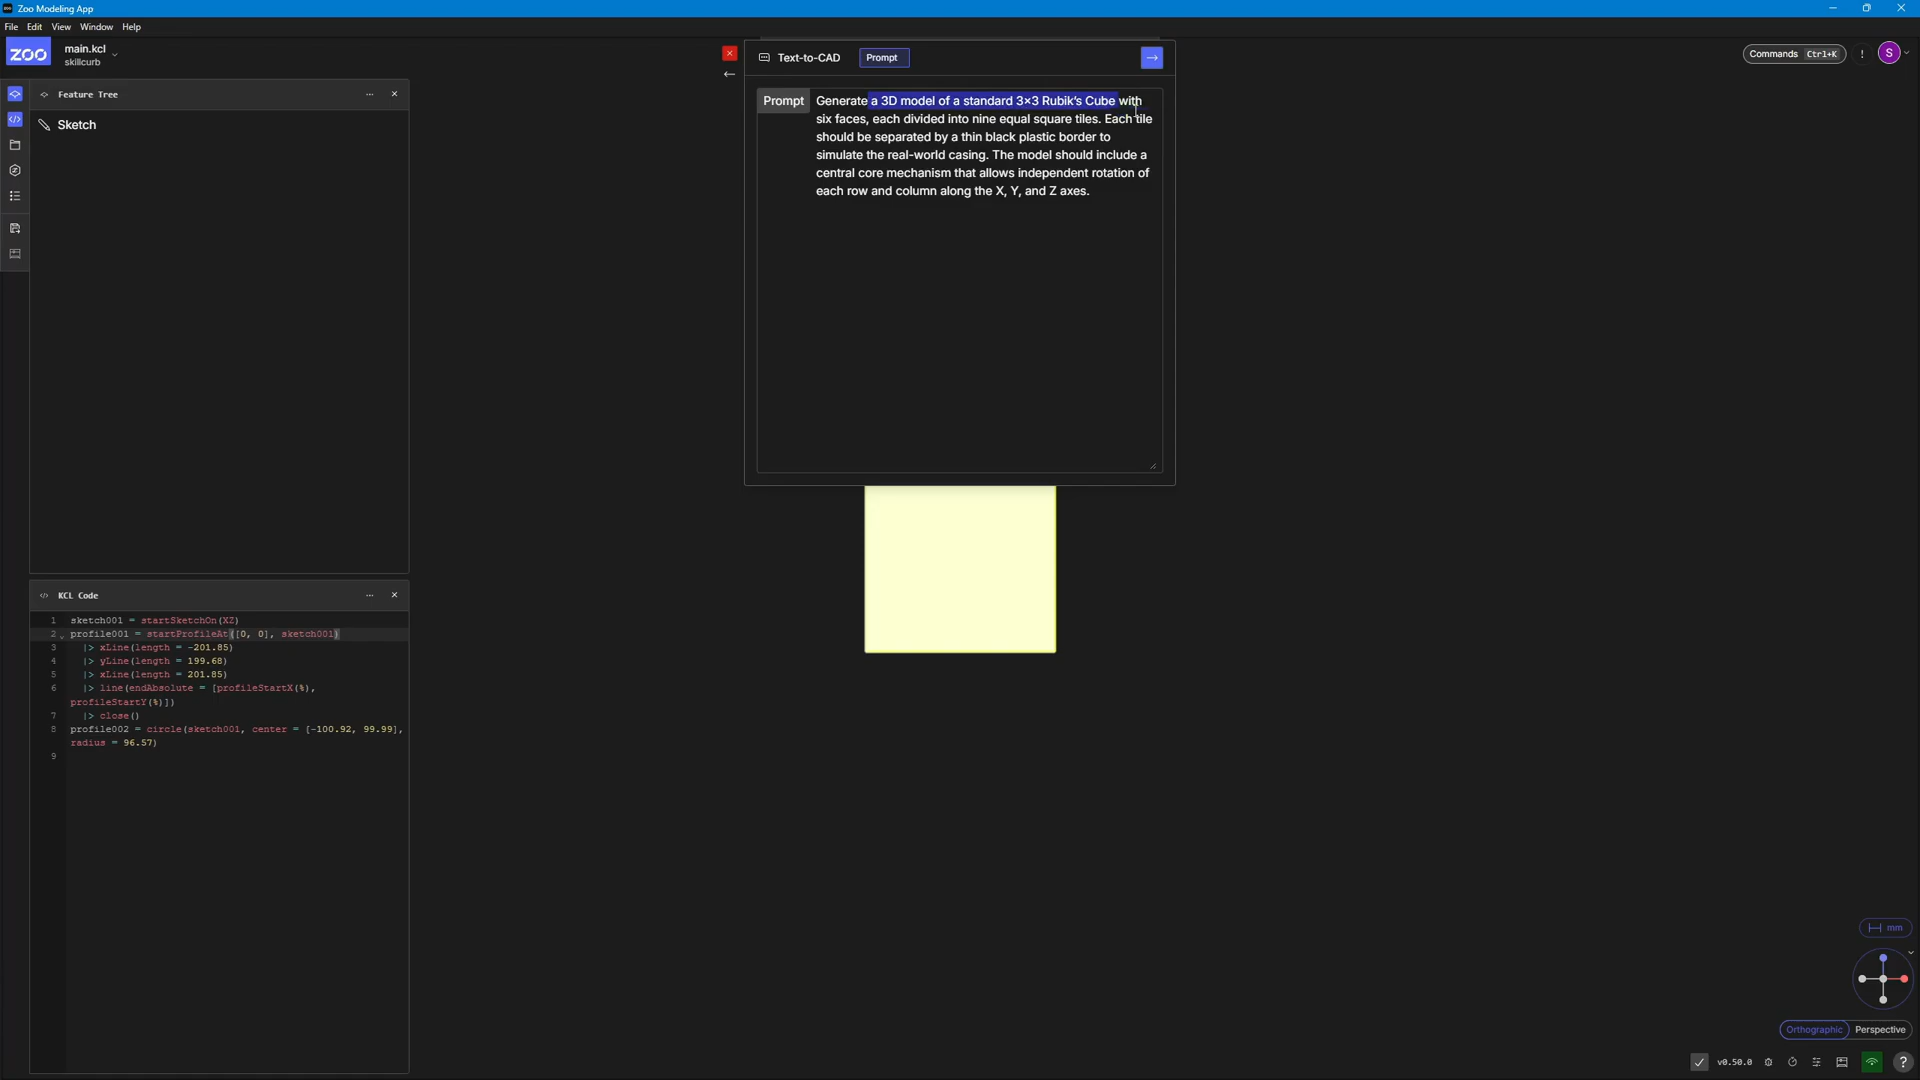 Zoo Modeling App
File Edit View Window Help
ZOO
main.kcl
skillcurb
Text-to-CAD Prompt
Commands Ctrl+K
S
Feature Tree
Sketch
Prompt
Generate a 3D model of a standard 3×3 Rubik's Cube with
six faces, each divided into nine equal square tiles. Each tile
should be separated by a thin black plastic border to
simulate the real-world casing. The model should include a
central core mechanism that allows independent rotation of
each row and column along the X, Y, and Z axes.
KCL Code
1 sketch001 = startSketchOn(XZ)
2 profile001 = startProfileAt([0, 0], sketch001)
3 |> xLine(length = -201.85)
4 |> yLine(length = 199.68)
5 |> xLine(length = 201.85)
6 |> line(endAbsolute = [profileStartX(%),
profileStartY(%)])
7 |> close()
8 profile002 = circle(sketch001, center = [-100.92, 99.99],
radius = 96.57)
9
mm
Orthographic Perspective
v0.50.0